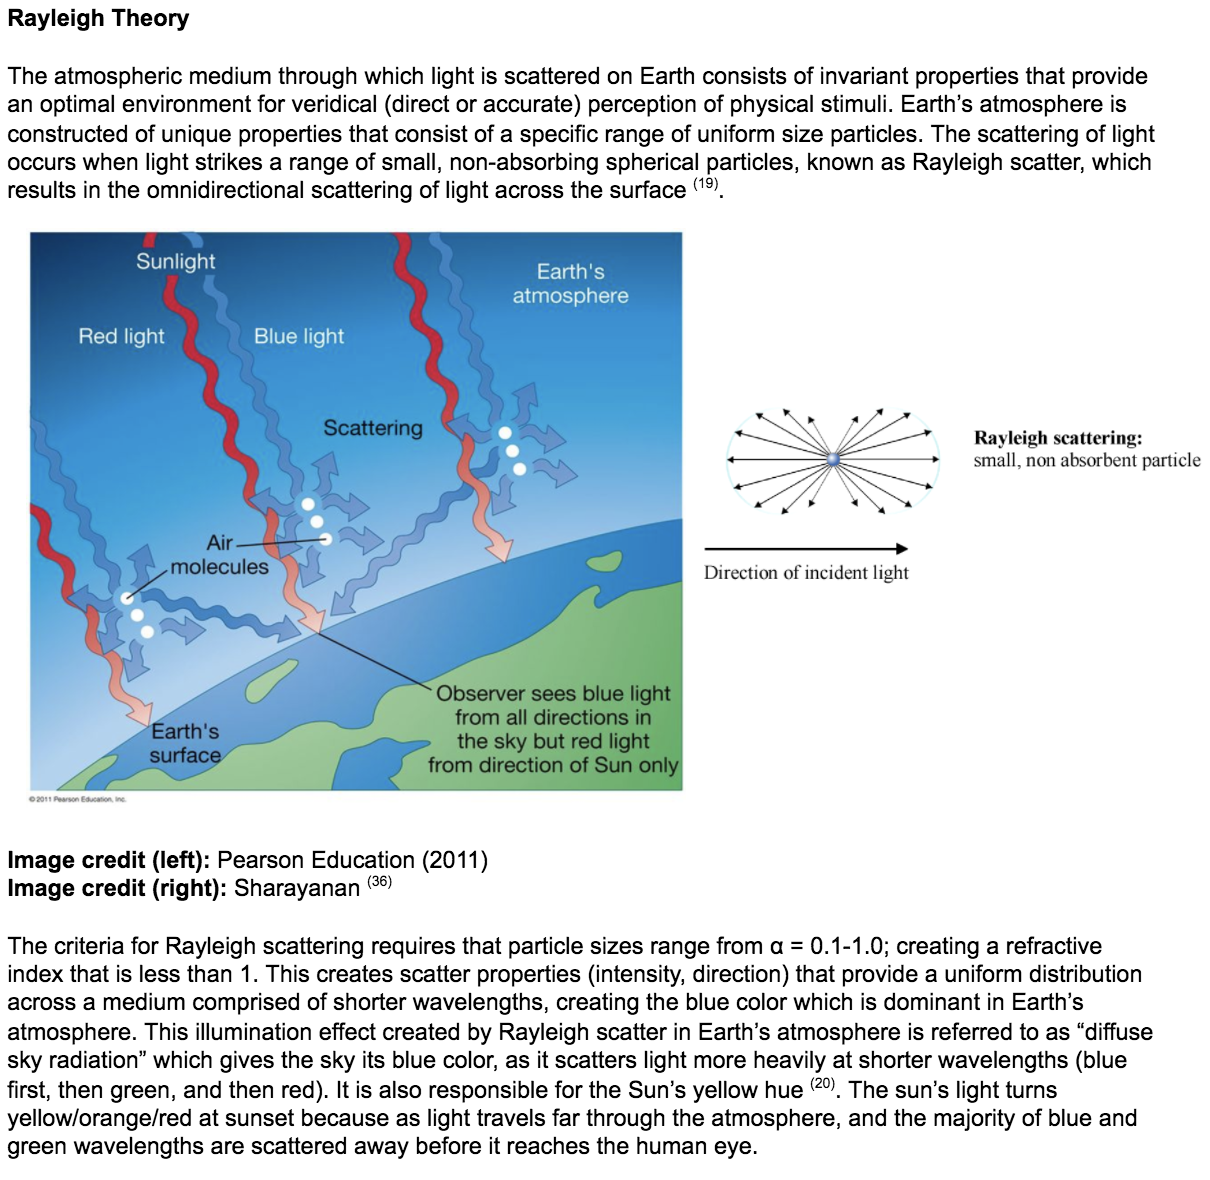 Rayleigh Theory
The atmospheric medium through which light is scattered on Earth consists of invariant properties that provide
an optimal environment for veridical (direct or accurate) perception of physical stimuli. Earth's atmosphere is
constructed of unique properties that consist of a specific range of uniform size particles. The scattering of light
occurs when light strikes a range of small, non-absorbing spherical particles, known as Rayleigh scatter, which
results in the omnidirectional scattering of light across the surface (19).
Sunlight
Earth's
atmosphere
Red light
Blue light
Scattering
Air
molecules
Observer sees blue light
from all directions in
the sky but red light
from direction of Sun only
Earth's
surface
© 2011 Pearson Education, Inc.
Rayleigh scattering:
small, non absorbent particle
Direction of incident light
Image credit (left): Pearson Education (2011)
Image credit (right): Sharayanan (36)
The criteria for Rayleigh scattering requires that particle sizes range from α = 0.1-1.0; creating a refractive
index that is less than 1. This creates scatter properties (intensity, direction) that provide a uniform distribution
across a medium comprised of shorter wavelengths, creating the blue color which is dominant in Earth's
atmosphere. This illumination effect created by Rayleigh scatter in Earth's atmosphere is referred to as “diffuse
sky radiation” which gives the sky its blue color, as it scatters light more heavily at shorter wavelengths (blue
first, then green, and then red). It is also responsible for the Sun's yellow hue (20). The sun's light turns
yellow/orange/red at sunset because as light travels far through the atmosphere, and the majority of blue and
green wavelengths are scattered away before it reaches the human eye.